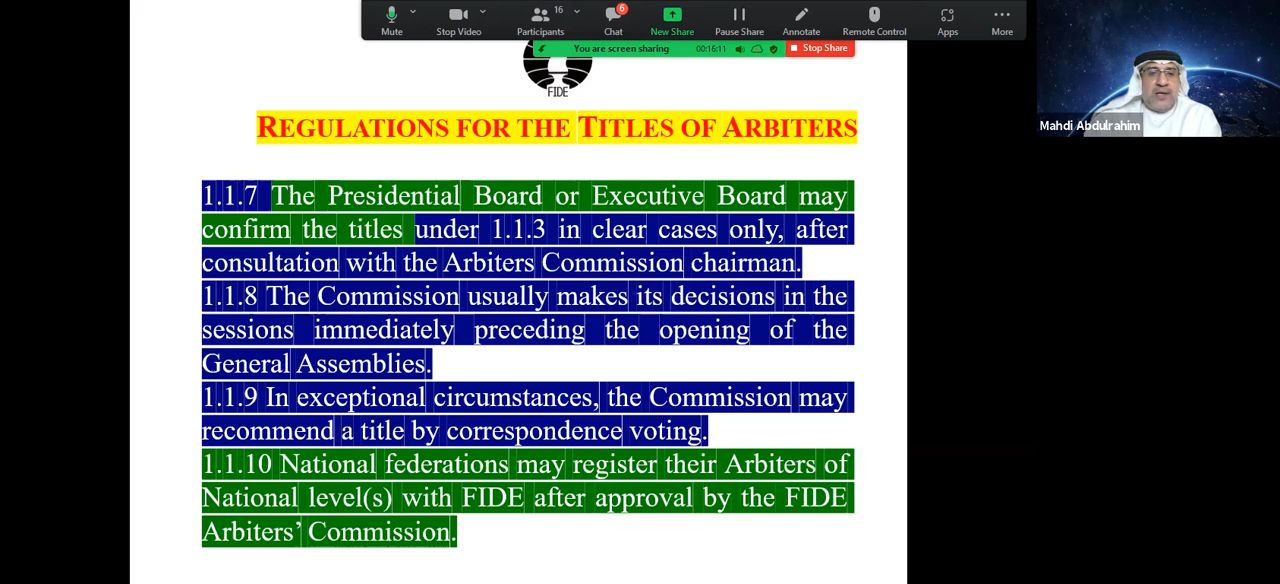 16
6
Mute
Stop Video
Participants
Chat
New Share
Pause Share
Annotate
Remote Control
Apps
More
You are screen sharing
00:16:11
Stop Share
FIDE
Mahdi Abdulrahim
REGULATIONS FOR THE TITLES OF ARBITERS
1.1.7 The Presidential Board or Executive Board may
confirm the titles under 1.1.3 in clear cases only, after
consultation with the Arbiters Commission chairman.
1.1.8 The Commission usually makes its decisions in the
sessions immediately preceding the opening of the
General Assemblies.
1.1.9 In exceptional circumstances, the Commission may
recommend a title by correspondence voting.
1.1.10 National federations may register their Arbiters of
National level(s) with FIDE after approval by the FIDE
Arbiters’ Commission.